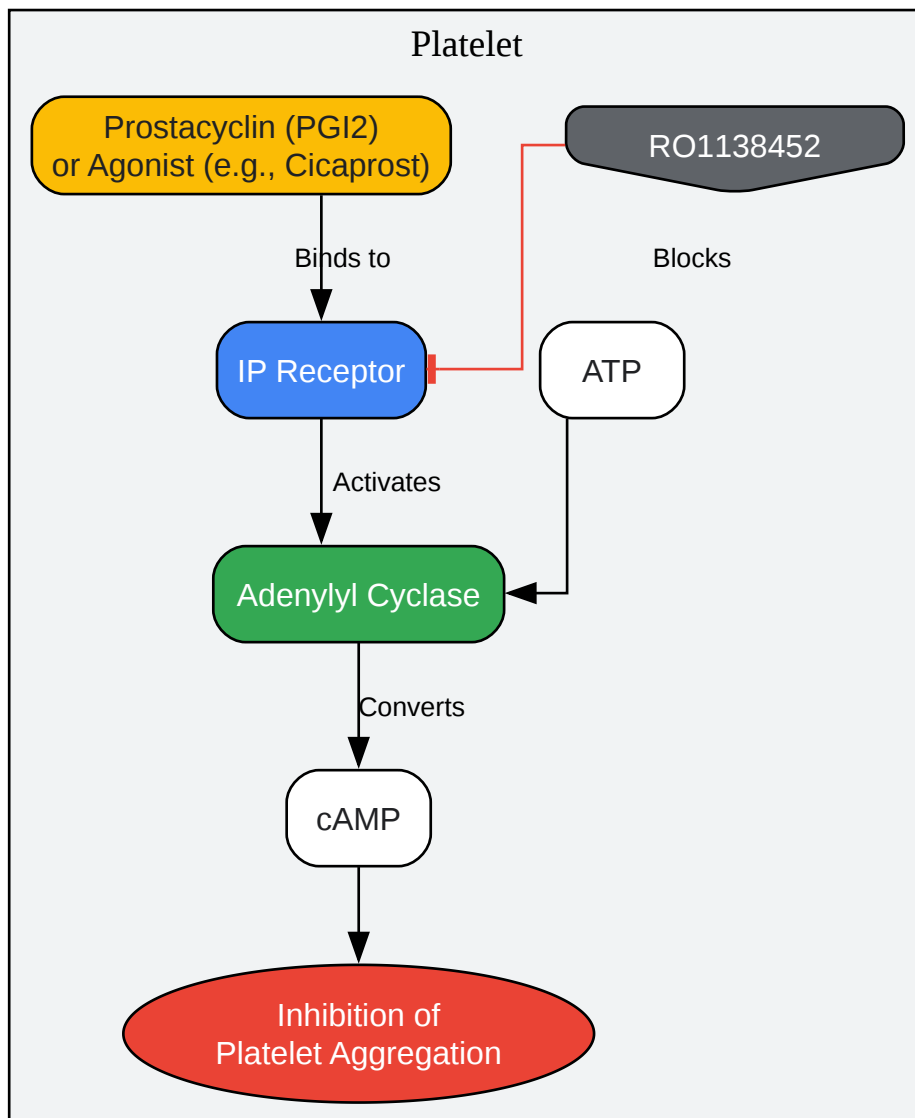 Platelet
Prostacyclin (PGI2)
or Agonist (e.g., Cicaprost)
RO1138452
Binds to
Blocks
IP Receptor
ATP
Activates
Adenylyl Cyclase
Converts
cAMP
Inhibition of
Platelet Aggregation